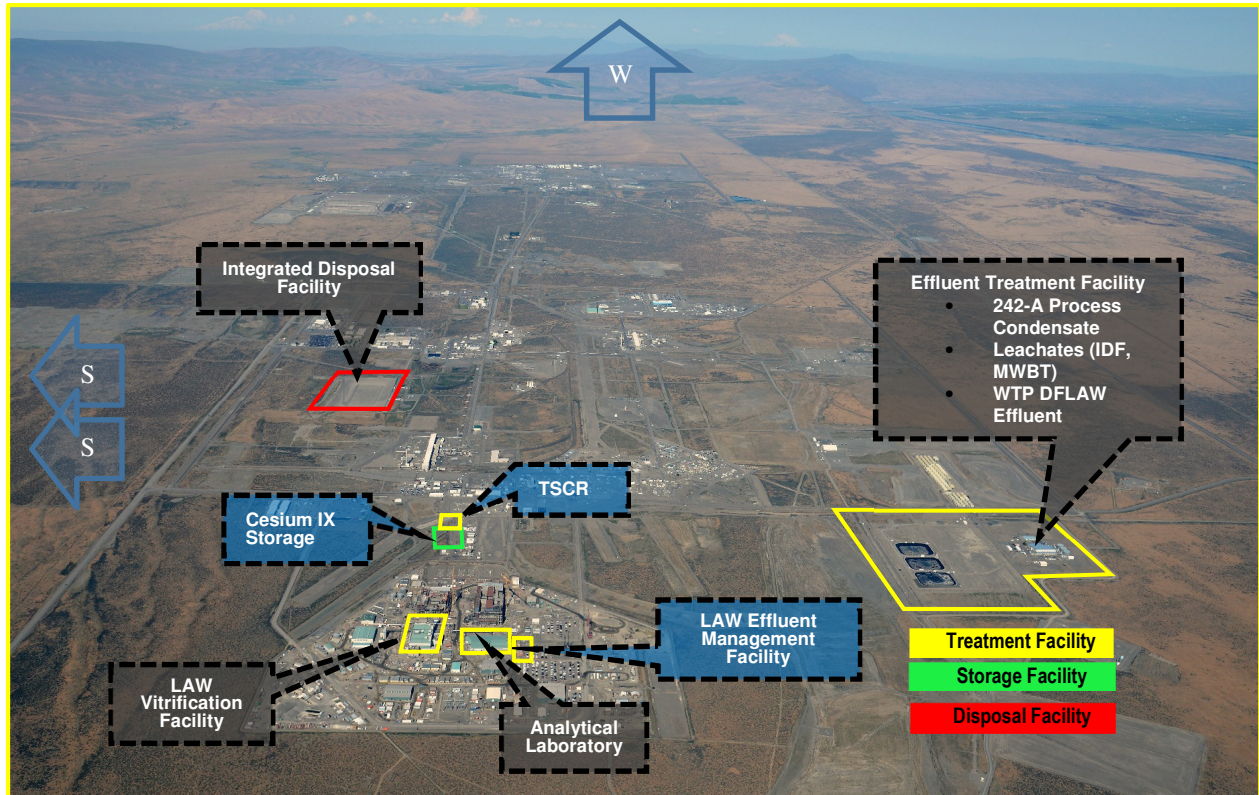 W
Integrated Disposal
Facility
Effluent Treatment Facility
• 242-A Process
Condensate
• Leachates (IDF,
MWBT)
• WTP DFLAW
Effluent
S
S
TSCR
Cesium IX
Storage
LAW Effluent
Management
Facility
LAW
Vitrification
Facility
Analytical
Laboratory
Treatment Facility
Storage Facility
Disposal Facility